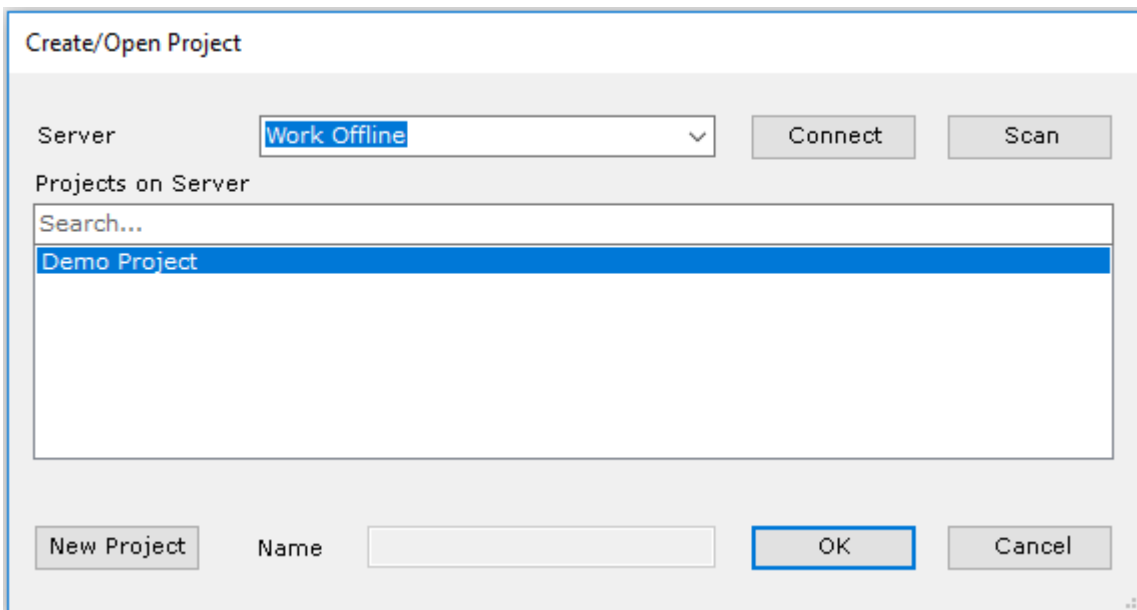 Create/Open Project
Server Work Offline Connect Scan
Projects on Server
Search...
Demo Project
New Project Name OK Cancel